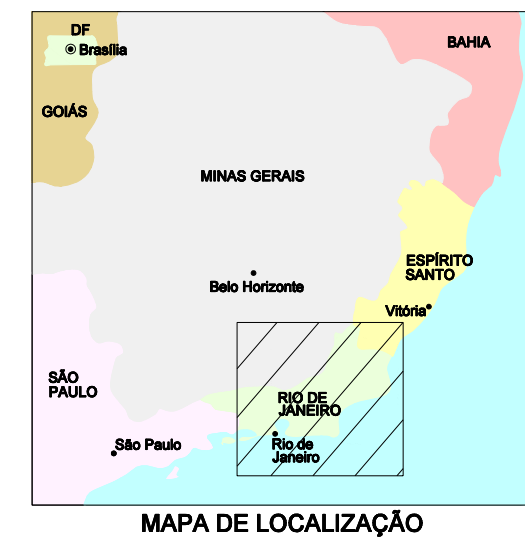 DF
Brasília
BAHIA
GOIÁS
MINAS GERAIS
ESPÍRITO
SANTO
Belo Horizonte
Vitória
SÃO
PAULO
RIO DE
JANEIRO
São Paulo
Rio de
Janeiro
MAPA DE LOCALIZAÇÃO